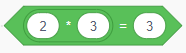 2 * 3 = 3